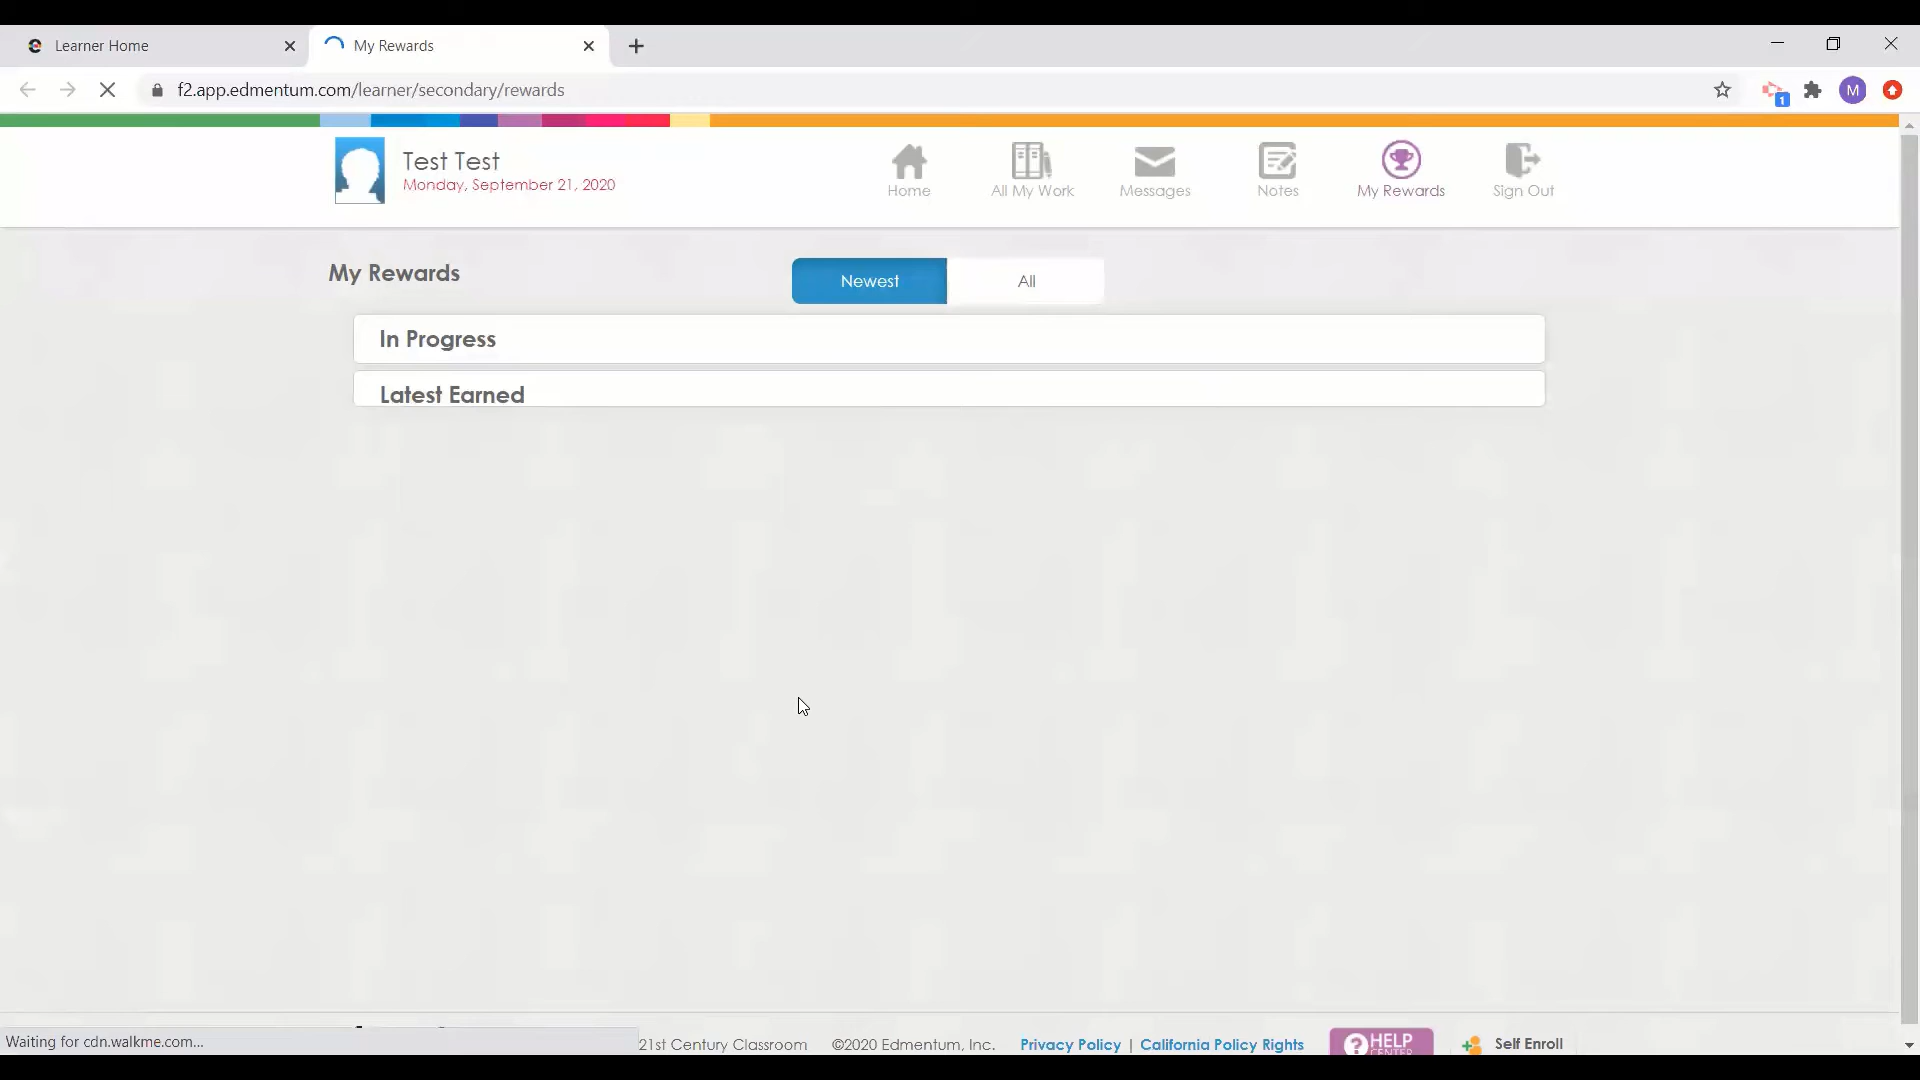 Learner Home
My Rewards
f2.app.edmentum.com/learner/secondary/rewards
1
M
Test Test
Monday, September 21, 2020
Home
All My Work
Messages
Notes
My Rewards
Sign Out
My Rewards
Newest
All
In Progress
Latest Earned
Waiting for cdn.walkme.com...
21st Century Classroom
©2020 Edmentum, Inc.
Privacy Policy | California Policy Rights
? HELP
CENTER
Self Enroll